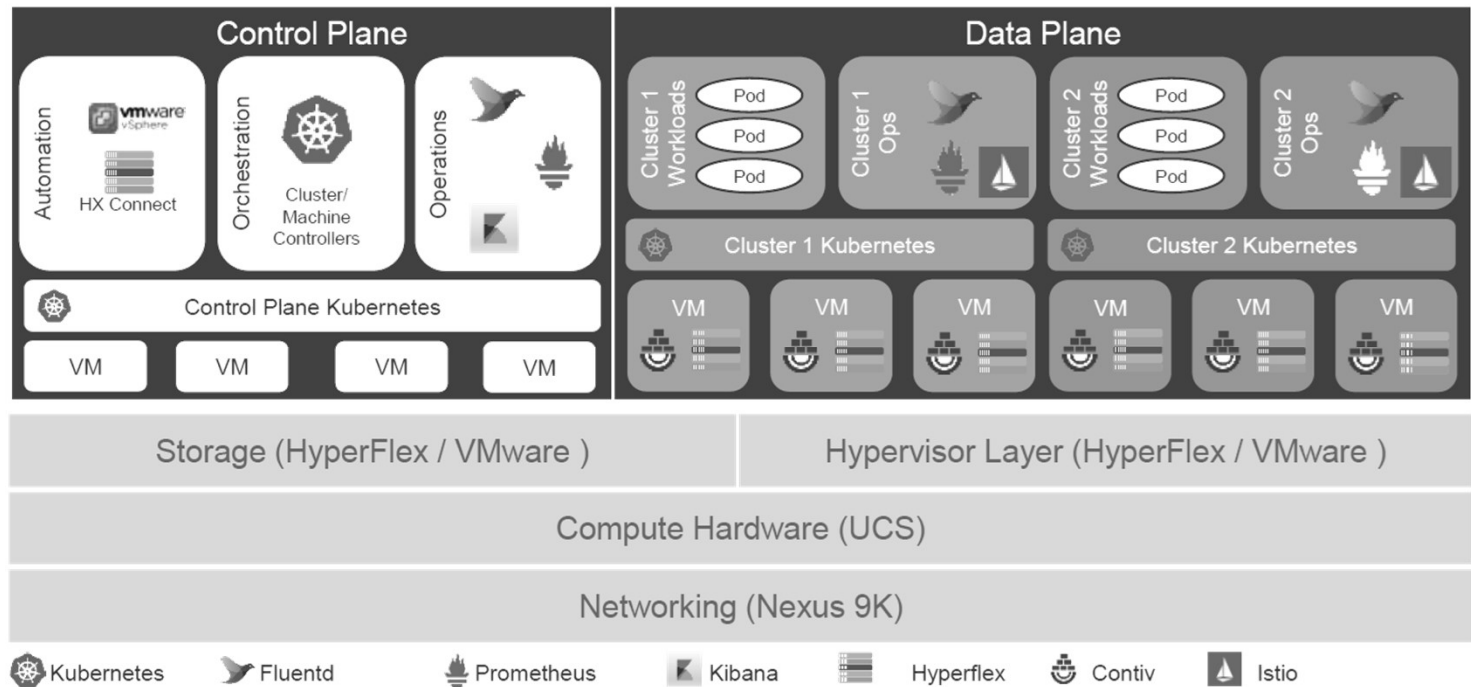 Control Plane
Automation
vmware
vSphere
HX Connect
Orchestration
Cluster/
Machine
Controllers
Operations
Control Plane Kubernetes
VM VM VM VM
Data Plane
Cluster 1
Workloads
Pod
Pod
Pod
Cluster 1
Ops
Cluster 2
Workloads
Pod
Pod
Pod
Cluster 2
Ops
Cluster 1 Kubernetes
Cluster 2 Kubernetes
VM VM VM VM VM VM
Storage (HyperFlex / VMware )
Hypervisor Layer (HyperFlex / VMware )
Compute Hardware (UCS)
Networking (Nexus 9K)
Kubernetes Fluentd Prometheus Kibana Hyperflex Contiv Istio